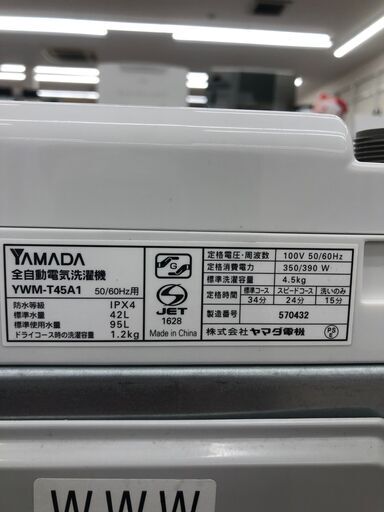 YAMADA
全自動電気洗濯機
YWM-T45A1 50/60Hz用
防水等級 IPX4
標準水量 42L
標準使用水量 95L
ドライコース時の洗濯容量 1.2kg
G
S
JET
1628
Made in China
定格電圧・周波数 100V 50/60Hz
定格消費電力 350/390 W
標準洗濯容量 4.5kg
定格時間 標準コース スピードコース 洗いのみ
34分 24分 15分
製造番号 570432
株式会社 ヤマダ電機 PSE
WWW